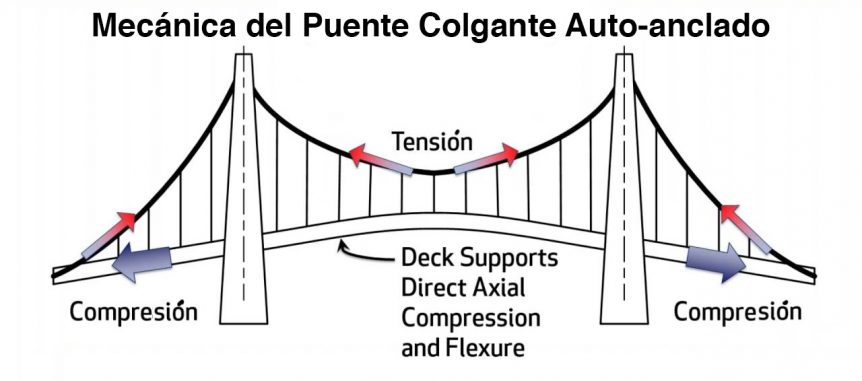 Mecánica del Puente Colgante Auto-anclado
Tensión
Deck Supports
Direct Axial
Compression
and Flexure
Compresión
Compresión